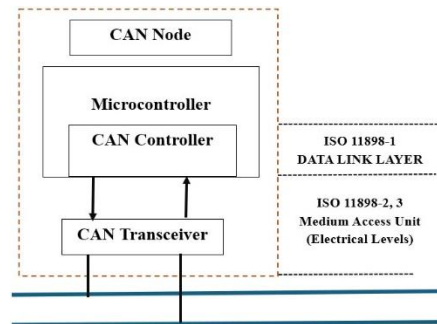 CAN Node
Microcontroller
CAN Controller
CAN Transceiver
ISO 11898-1
DATA LINK LAYER
ISO 11898-2, 3
Medium Access Unit
(Electrical Levels)